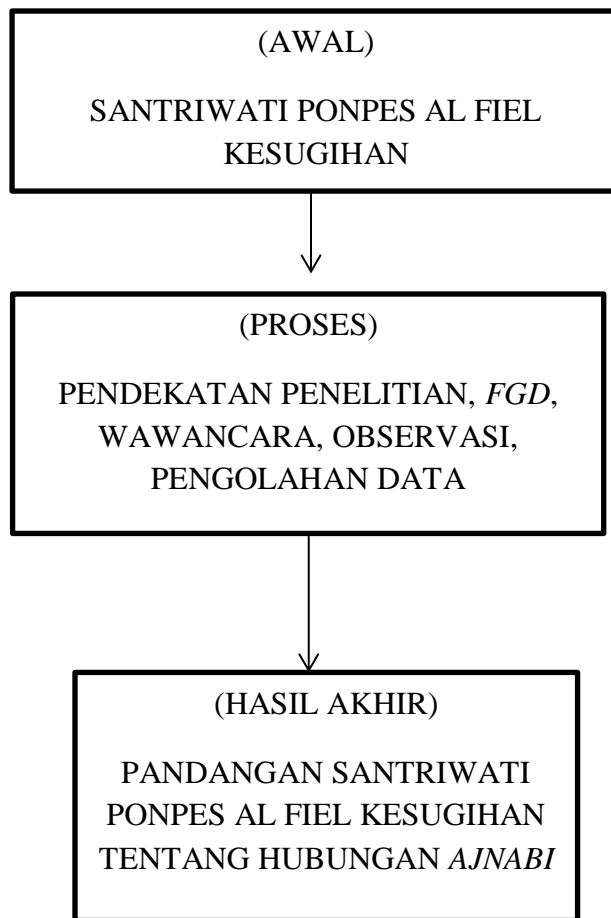 (AWAL)
SANTRIWATI PONPES AL FIEL
KESUGIHAN
(PROSES)
PENDEKATAN PENELITIAN, FGD,
WAWANCARA, OBSERVASI,
PENGOLAHAN DATA
(HASIL AKHIR)
PANDANGAN SANTRIWATI
PONPES AL FIEL KESUGIHAN
TENTANG HUBUNGAN AJNABI